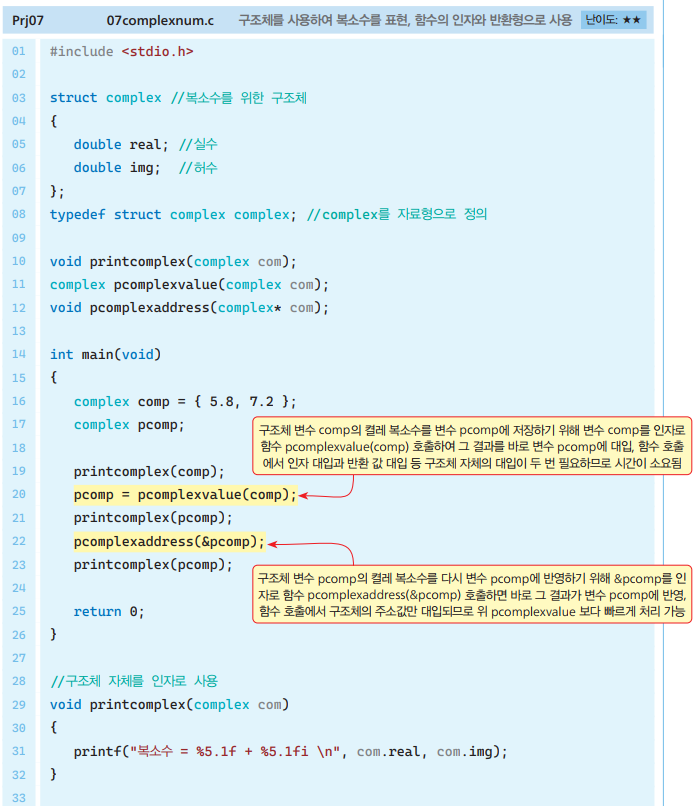 Prj07 07complexnum.c 구조체를 사용하여 복소수를 표현, 함수의 인자와 반환형으로 사용 난이도: ★★
01 #include <stdio.h>
02
03 struct complex //복소수를 위한 구조체
04 {
05 double real; //실수
06 double img; //허수
07 };
08 typedef struct complex complex; //complex를 자료형으로 정의
09
10 void printcomplex(complex com);
11 complex pcomplexvalue(complex com);
12 void pcomplexaddress(complex* com);
13
14 int main(void)
15 {
16 complex comp = { 5.8, 7.2 };
17 complex pcomp;
구조체 변수 comp의 켤레 복소수를 변수 pcomp에 저장하기 위해 변수 comp를 인자로
함수 pcomplexvalue(comp) 호출하여 그 결과를 바로 변수 pcomp에 대입, 함수 호출
에서 인자 대입과 반환 값 대입 등 구조체 자체의 대입이 두 번 필요하므로 시간이 소요됨
18
19 printcomplex(comp);
20 pcomp = pcomplexvalue(comp);
21 printcomplex(pcomp);
22 pcomplexaddress(&pcomp);
23 printcomplex(pcomp);
구조체 변수 pcomp의 켤레 복소수를 다시 변수 pcomp에 반영하기 위해 &pcomp를 인
자로 함수 pcomplexaddress(&pcomp) 호출하면 바로 그 결과가 변수 pcomp에 반영,
함수 호출에서 구조체의 주소값만 대입되므로 위 pcomplexvalue 보다 빠르게 처리 가능
24
25 return 0;
26 }
27
28 //구조체 자체를 인자로 사용
29 void printcomplex(complex com)
30 {
31 printf("복소수 = %5.1f + %5.1fi \n", com.real, com.img);
32 }
33